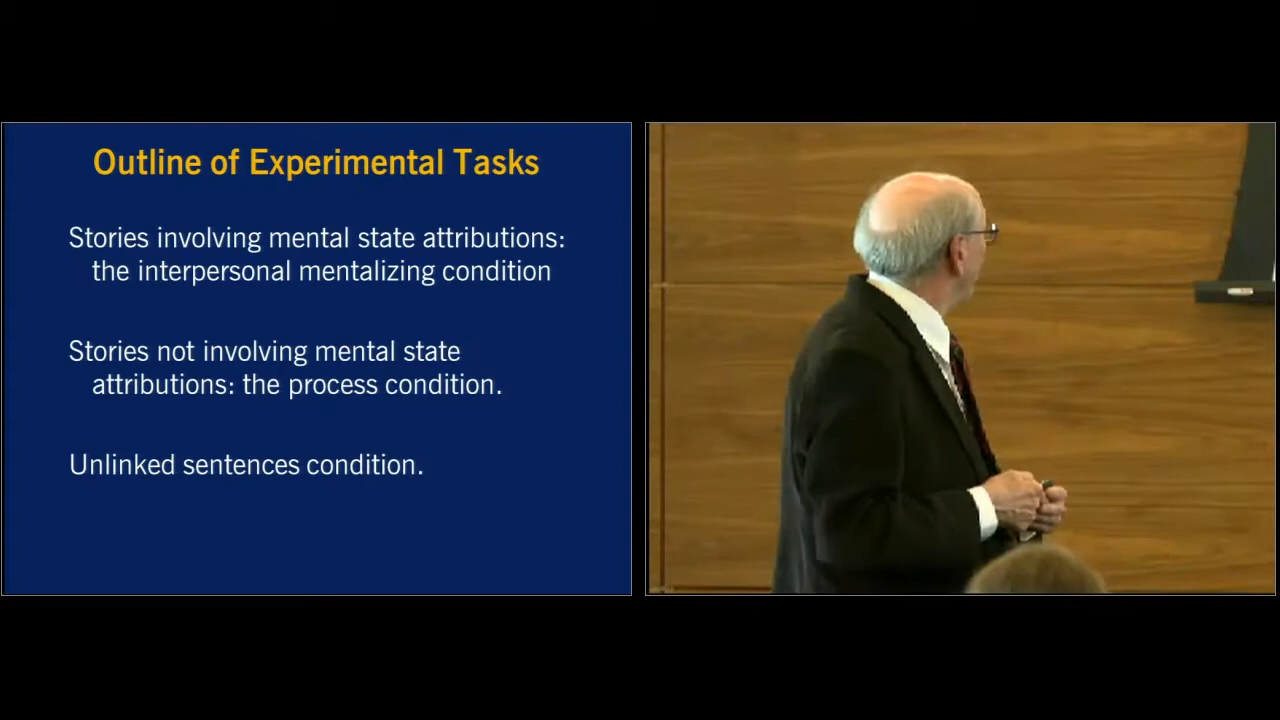 Outline of Experimental Tasks
Stories involving mental state attributions:
the interpersonal mentalizing condition
Stories not involving mental state
attributions: the process condition.
Unlinked sentences condition.